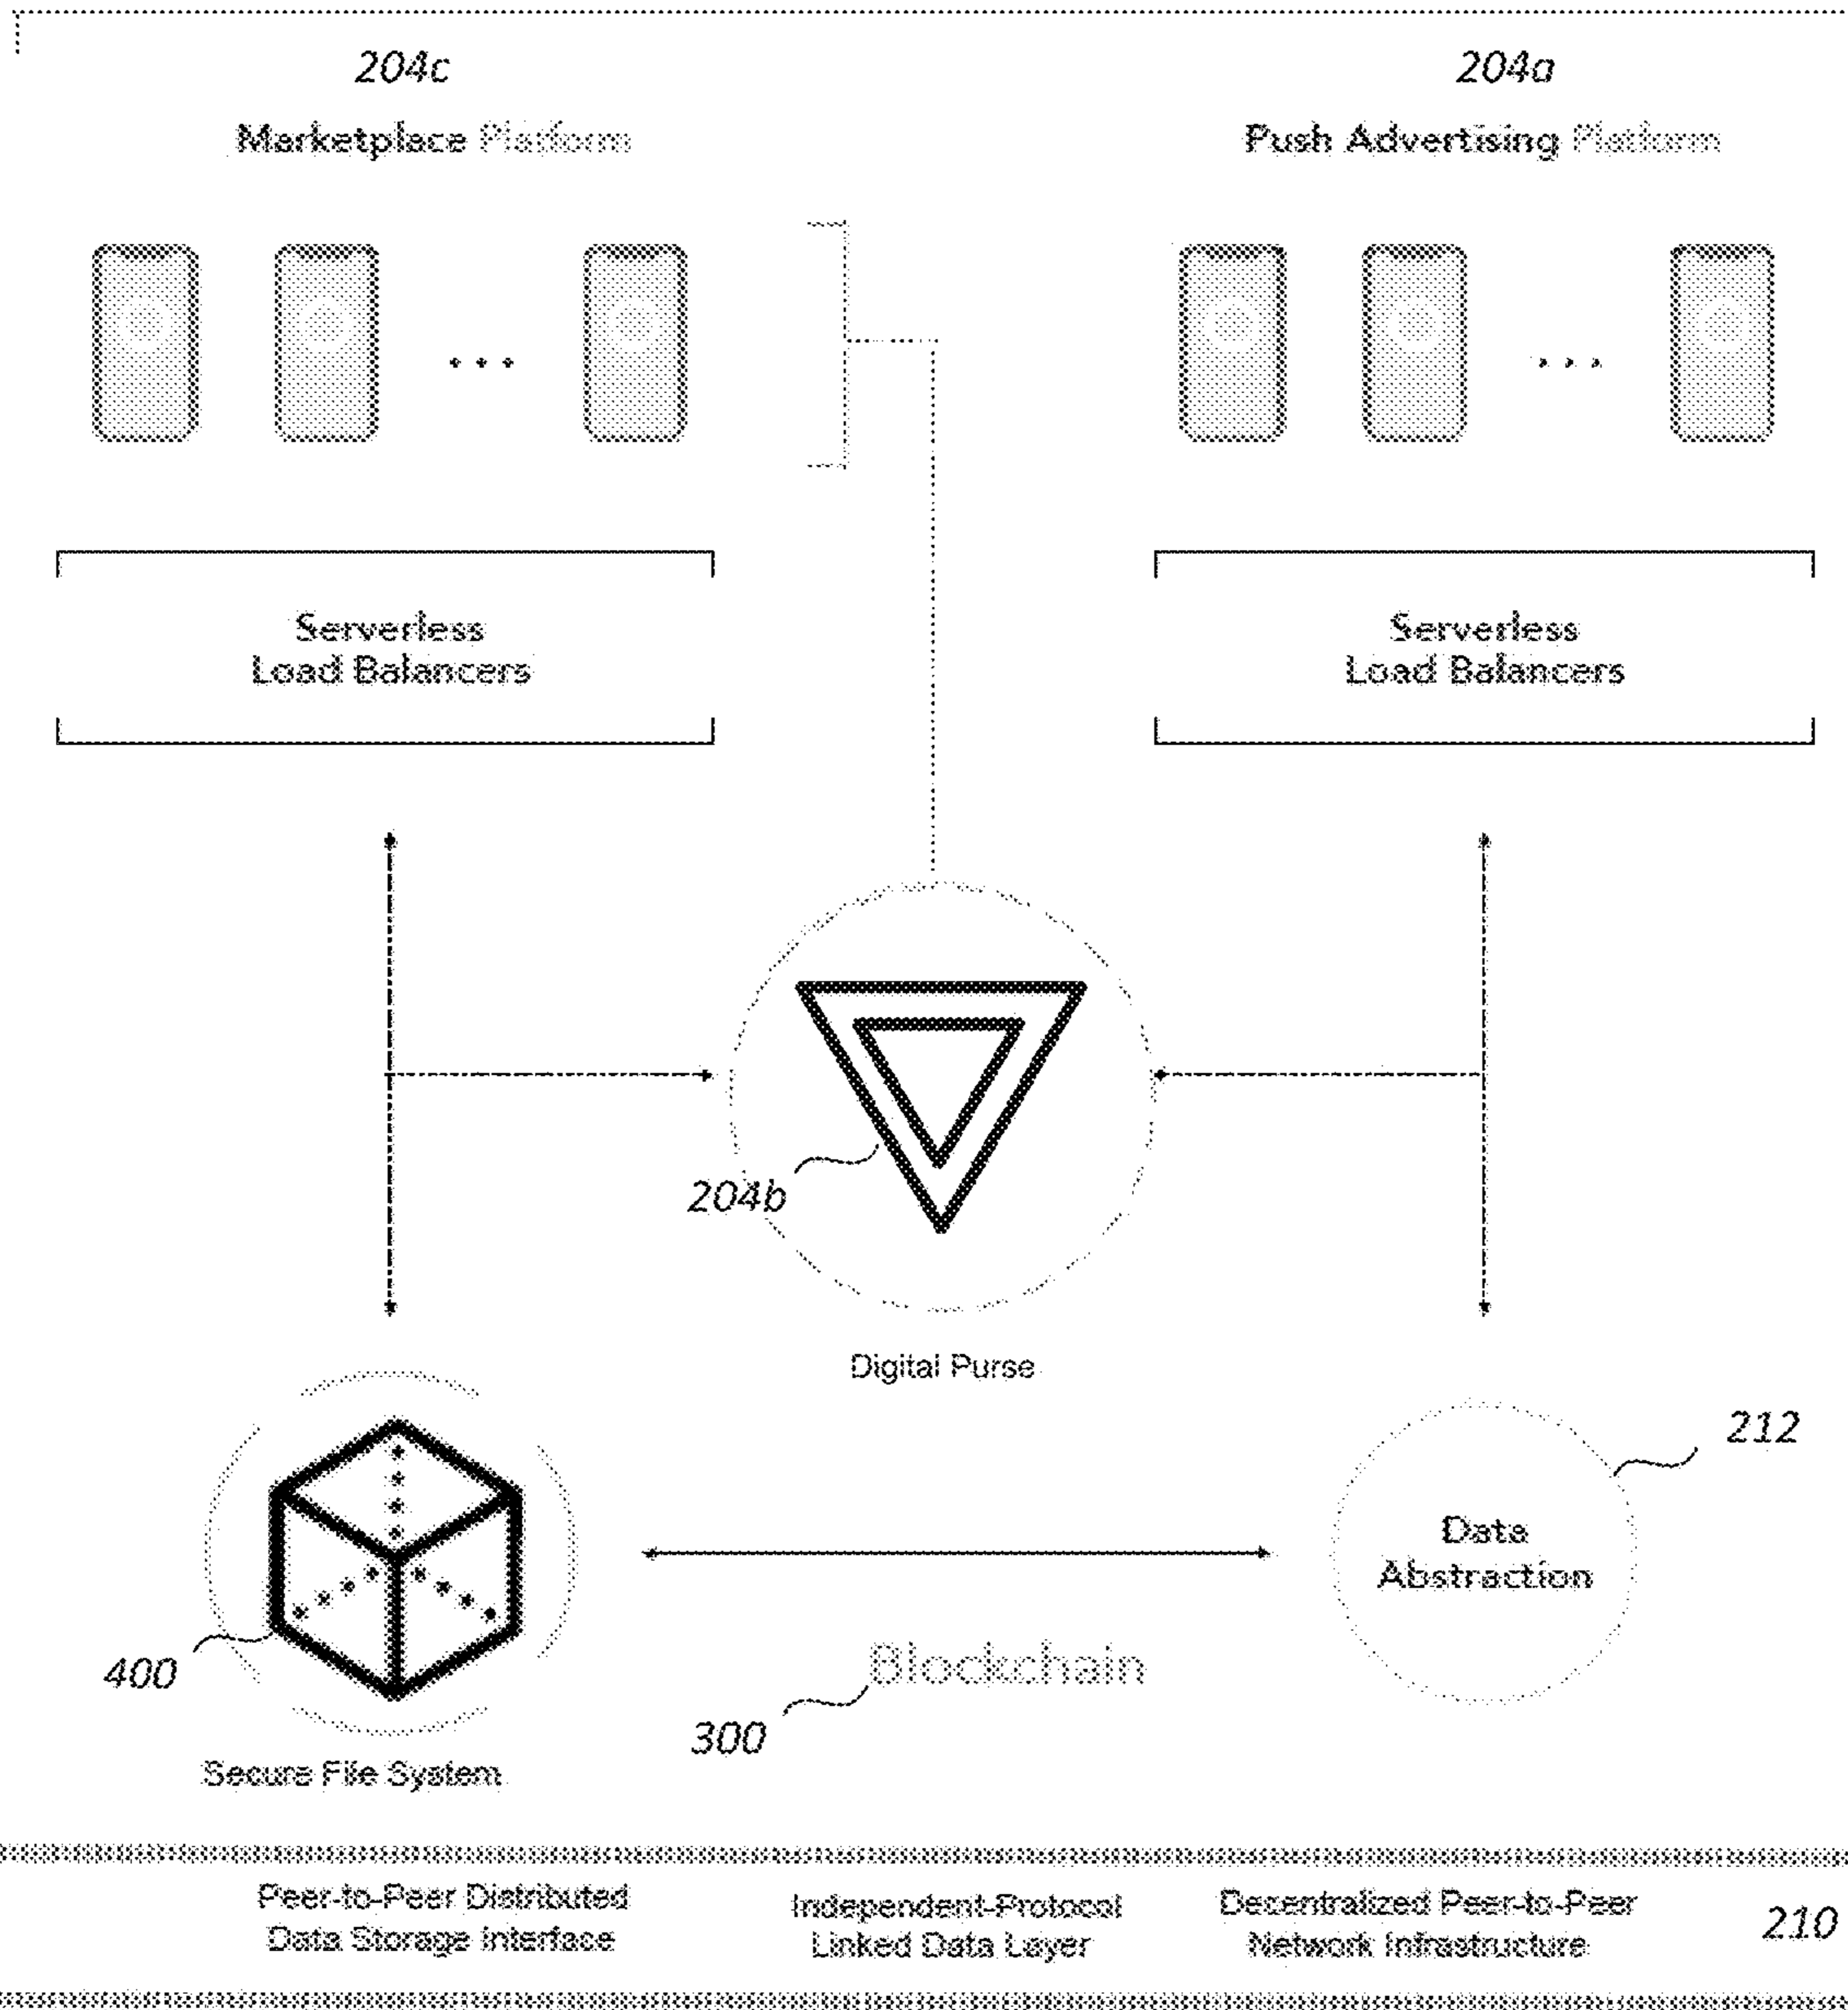 204c
204a
Marketplace Platform
Push Advertising Platform
...
...
Serverless
Load Balancers
Serverless
Load Balancers
204b
Digital Purse
212
Data
Abstraction
400
Blockchain
300
Secure File System
Peer-to-Peer Distributed
Data Storage Interface
Independent-Protocol
Linked Data Layer
Decentralized Peer-to-Peer
Network Infrastructure
210